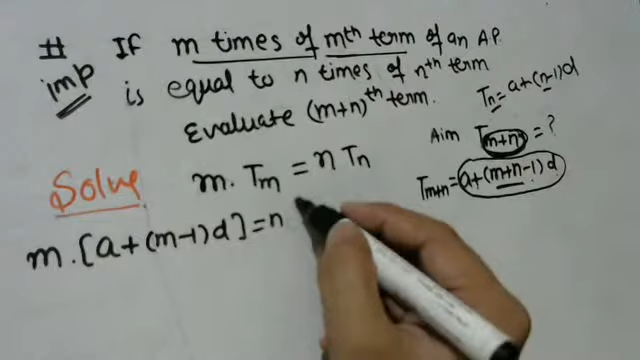 # If m times of mth term of an A.P.
imp is equal to n times of nth term
Evaluate (m+n)th term.
Tn = a+(n-1)d
Aim Tm+n = ?
Tm+n = a+(m+n-1)d
Solve m. Tm = n Tn
m.[a+(m-1)d] = n